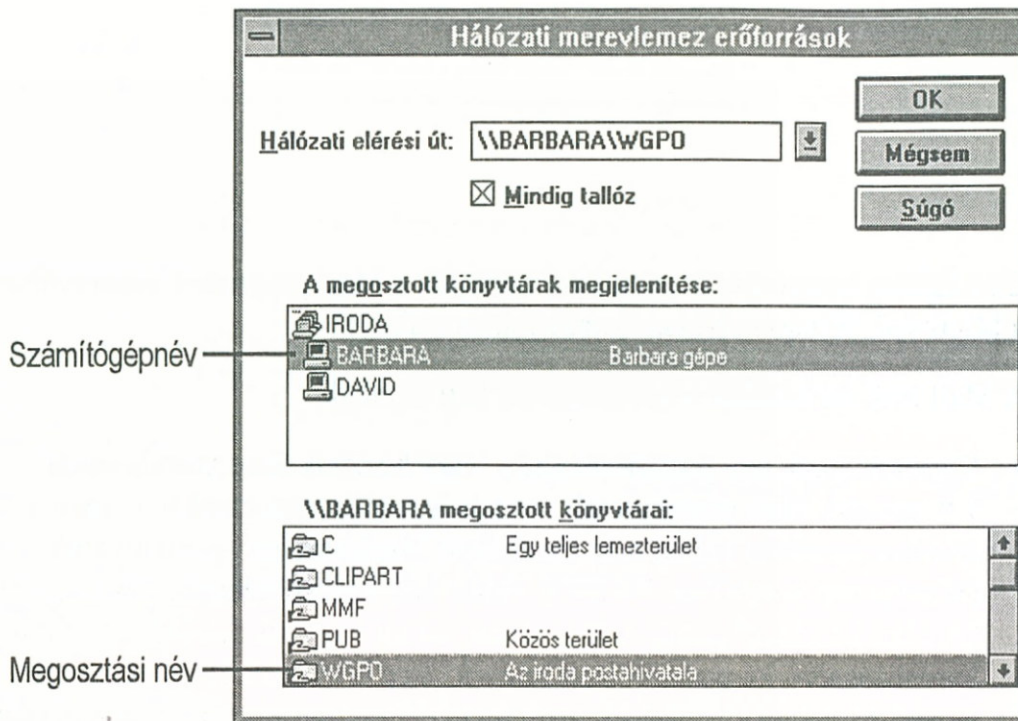 Hálózati merevlemez erőforrások
OK
Hálózati elérési út: \\BARBARA\WGPO
Mégsem
Mindig tallóz
Súgó
A megosztott könyvtárak megjelenítése:
IRODA
Számítógépnév
BARBARA Barbara gépe
DAVID
\\BARBARA megosztott könyvtárai:
C Egy teljes lemezterület
CLIPART
MMF
PUB Közös terület
Megosztási név
WGPO Az iroda postahivatala